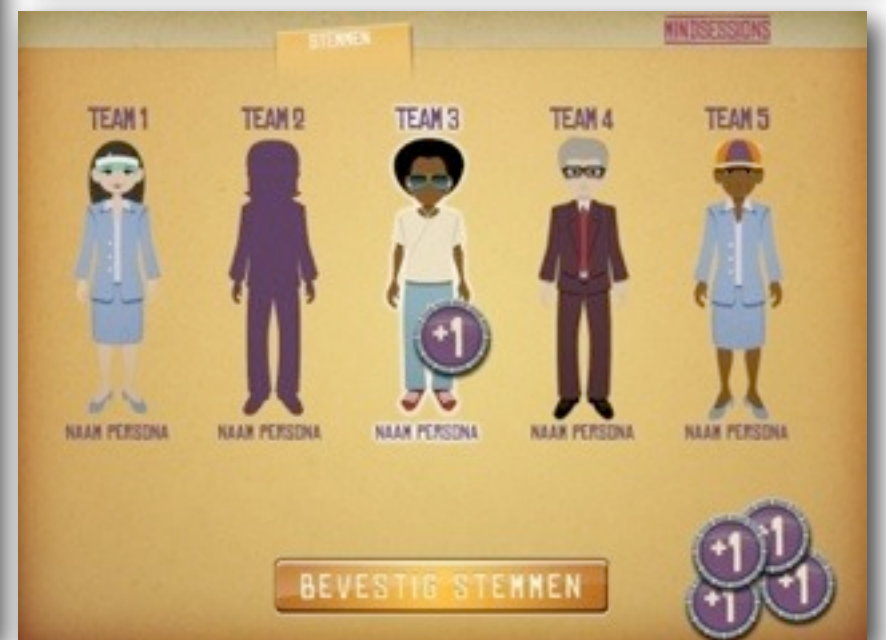 STEMMEN
MINDSESSIONS
TEAM 1
TEAM 2
TEAM 3
TEAM 4
TEAM 5
+1
NAAM PERSONA
NAAM PERSONA
NAAM PERSONA
NAAM PERSONA
NAAM PERSONA
+1
+1
+1
+1
BEVESTIG STEMMEN